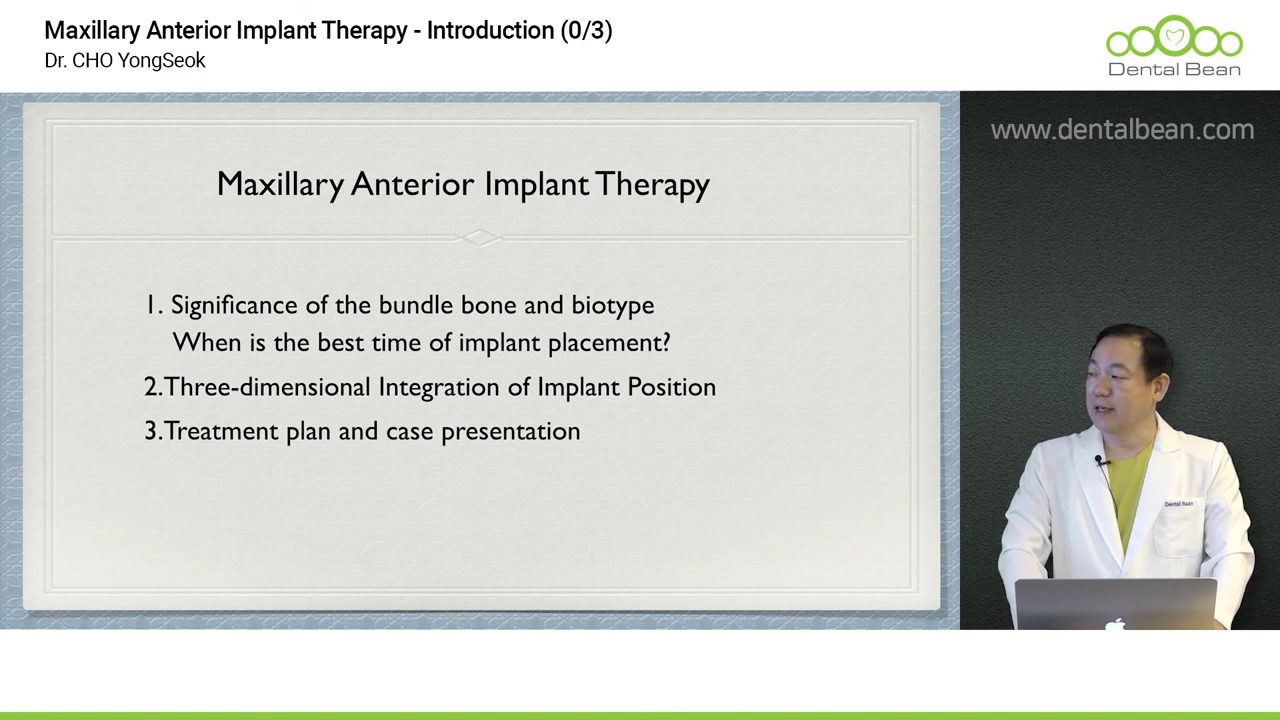 Maxillary Anterior Implant Therapy - Introduction (0/3)
Dr. CHO YongSeok
Dental Bean
www.dentalbean.com
Maxillary Anterior Implant Therapy
1. Significance of the bundle bone and biotype
When is the best time of implant placement?
2.Three-dimensional Integration of Implant Position
3.Treatment plan and case presentation
Dental Bean